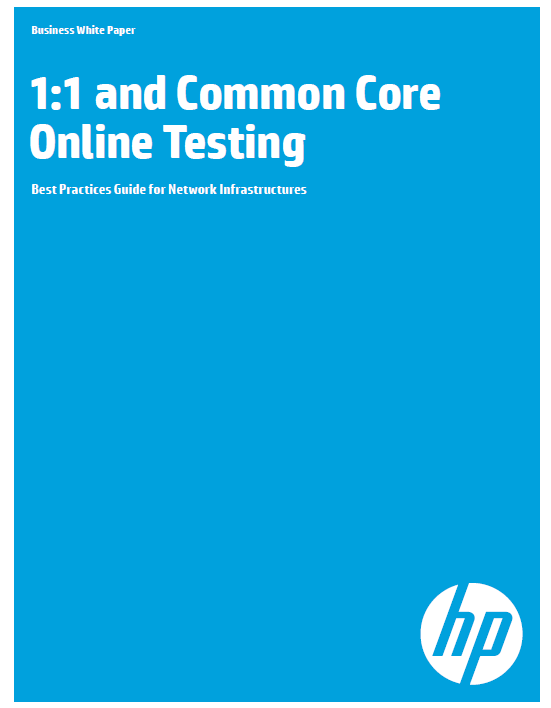 Business White Paper
1:1 and Common Core
Online Testing
Best Practices Guide for Network Infrastructures
hp